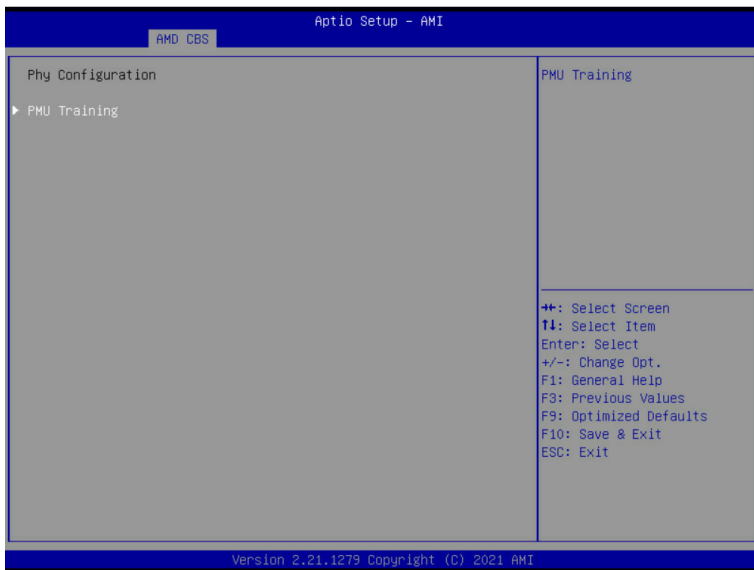 Aptio Setup – AMI
AMD CBS
Phy Configuration
▶ PMU Training
PMU Training
→←: Select Screen
↑↓: Select Item
Enter: Select
+/-: Change Opt.
F1: General Help
F3: Previous Values
F9: Optimized Defaults
F10: Save & Exit
ESC: Exit
Version 2.21.1279 Copyright (C) 2021 AMI